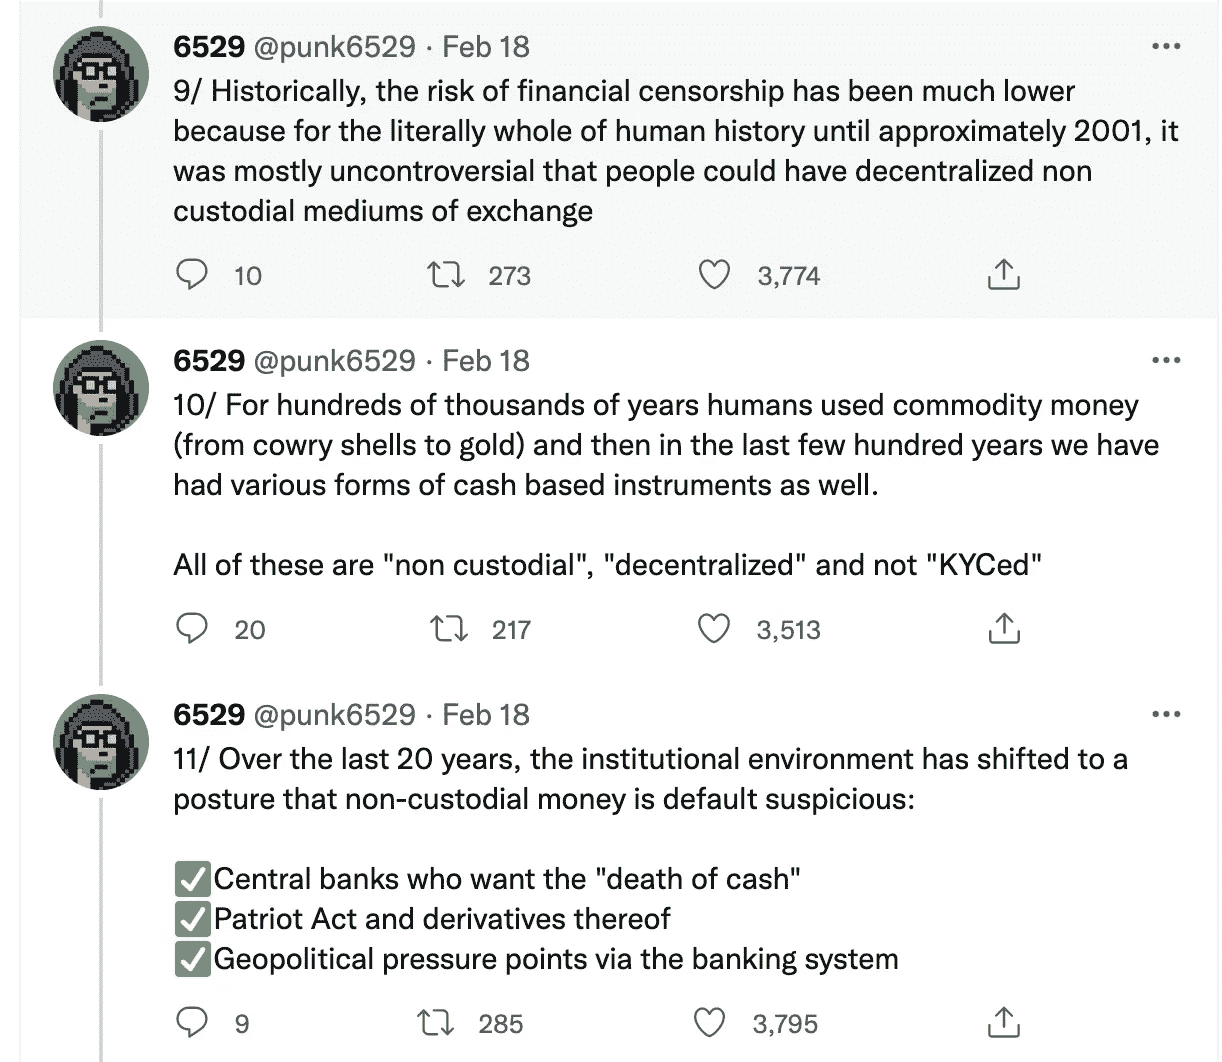 6529 @punk6529 · Feb 18
9/ Historically, the risk of financial censorship has been much lower
because for the literally whole of human history until approximately 2001, it
was mostly uncontroversial that people could have decentralized non
custodial mediums of exchange
10 273 3,774
6529 @punk6529 · Feb 18
10/ For hundreds of thousands of years humans used commodity money
(from cowry shells to gold) and then in the last few hundred years we have
had various forms of cash based instruments as well.
All of these are "non custodial", "decentralized" and not "KYCed"
20 217 3,513
6529 @punk6529 · Feb 18
11/ Over the last 20 years, the institutional environment has shifted to a
posture that non-custodial money is default suspicious:
✅Central banks who want the "death of cash"
✅Patriot Act and derivatives thereof
✅Geopolitical pressure points via the banking system
9 285 3,795